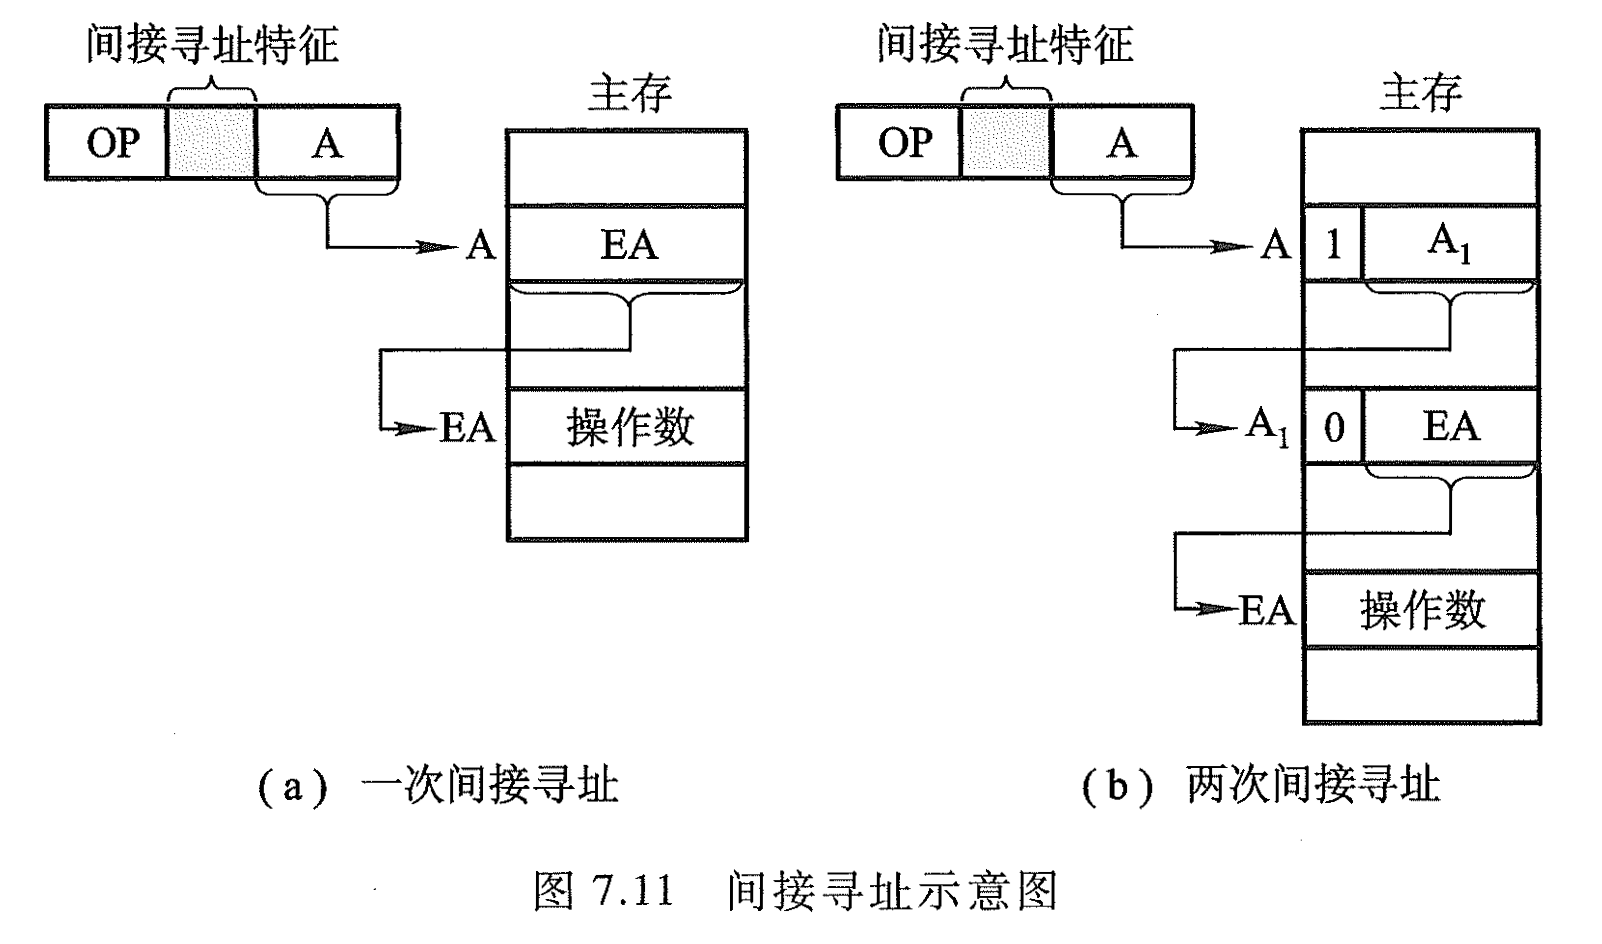 间接寻址特征
主存
OP A
A EA
EA 操作数
(a) 一次间接寻址
间接寻址特征
主存
OP A
A 1 A₁
A₁ 0 EA
EA 操作数
(b) 两次间接寻址
图 7.11 间接寻址示意图